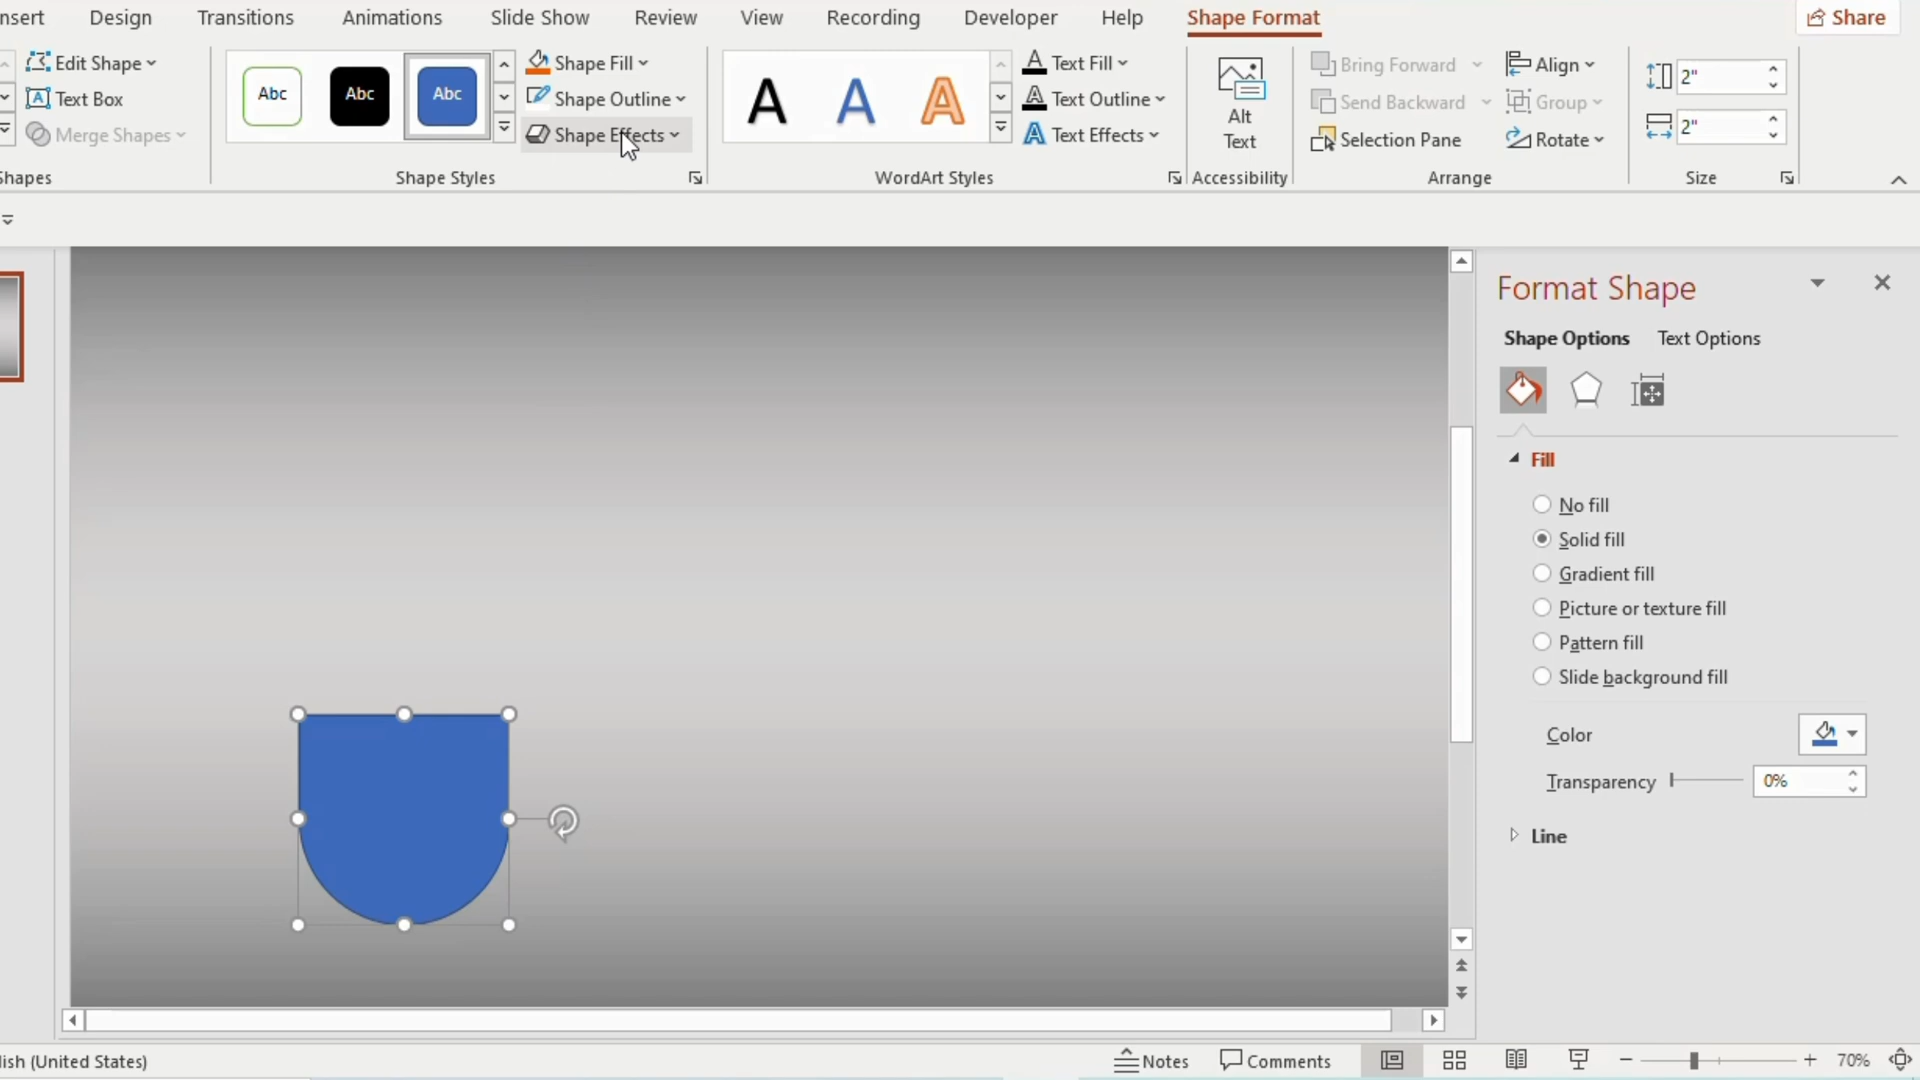 nsert Design Transitions Animations Slide Show Review View Recording Developer Help Shape Format Share
Edit Shape
Text Box
Merge Shapes
Shapes
Abc Abc Abc
Shape Fill
Shape Outline
Shape Effects
Shape Styles
A A A
Text Fill
Text Outline
Text Effects
WordArt Styles
Alt
Text
Accessibility
Bring Forward
Send Backward
Selection Pane
Align
Group
Rotate
Arrange
2"
2"
Size
Format Shape
Shape Options Text Options
Fill
No fill
Solid fill
Gradient fill
Picture or texture fill
Pattern fill
Slide background fill
Color
Transparency 0%
Line
lish (United States) Notes Comments 70%